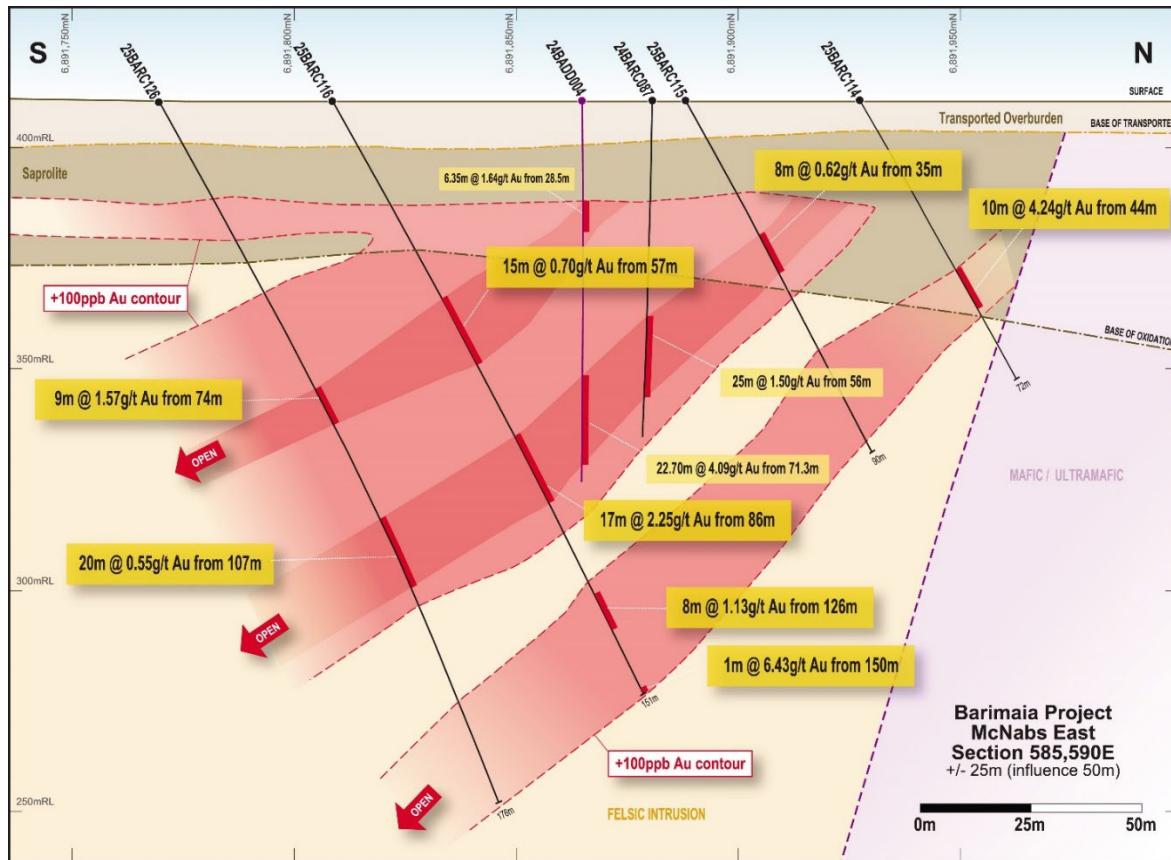 6,891,750mN
6,891,800mN
6,891,850mN
6,891,900mN
6,891,950mN
S
N
25BARC126
25BARC116
24BADD004
24BARC087
25BARC115
25BARC114
SURFACE
Transported Overburden
BASE OF TRANSPORTE
400mRL
Saprolite
6.35m @ 1.64g/t Au from 28.5m
8m @ 0.62g/t Au from 35m
10m @ 4.24g/t Au from 44m
15m @ 0.70g/t Au from 57m
+100ppb Au contour
BASE OF OXIDATION
350mRL
9m @ 1.57g/t Au from 74m
25m @ 1.50g/t Au from 56m
72m
OPEN
90m
22.70m @ 4.09g/t Au from 71.3m
MAFIC / ULTRAMAFIC
17m @ 2.25g/t Au from 86m
20m @ 0.55g/t Au from 107m
300mRL
8m @ 1.13g/t Au from 126m
OPEN
1m @ 6.43g/t Au from 150m
151m
Barimaia Project
McNabs East
Section 585,590E
+/- 25m (influence 50m)
+100ppb Au contour
OPEN
250mRL
FELSIC INTRUSION
0m
25m
50m